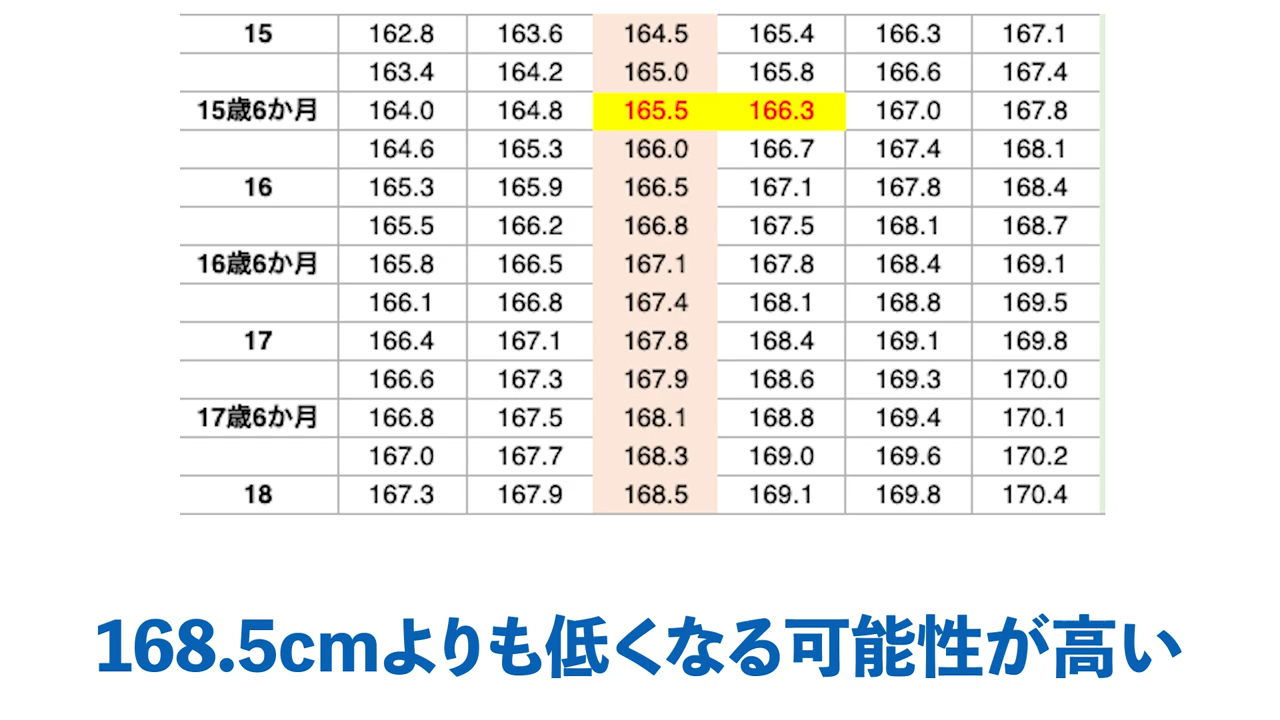 15 162.8 163.6 164.5 165.4 166.3 167.1
163.4 164.2 165.0 165.8 166.6 167.4
15歳6か月 164.0 164.8 165.5 166.3 167.0 167.8
164.6 165.3 166.0 166.7 167.4 168.1
16 165.3 165.9 166.5 167.1 167.8 168.4
165.5 166.2 166.8 167.5 168.1 168.7
16歳6か月 165.8 166.5 167.1 167.8 168.4 169.1
166.1 166.8 167.4 168.1 168.8 169.5
17 166.4 167.1 167.8 168.4 169.1 169.8
166.6 167.3 167.9 168.6 169.3 170.0
17歳6か月 166.8 167.5 168.1 168.8 169.4 170.1
167.0 167.7 168.3 169.0 169.6 170.2
18 167.3 167.9 168.5 169.1 169.8 170.4
168.5cmよりも低くなる可能性が高い